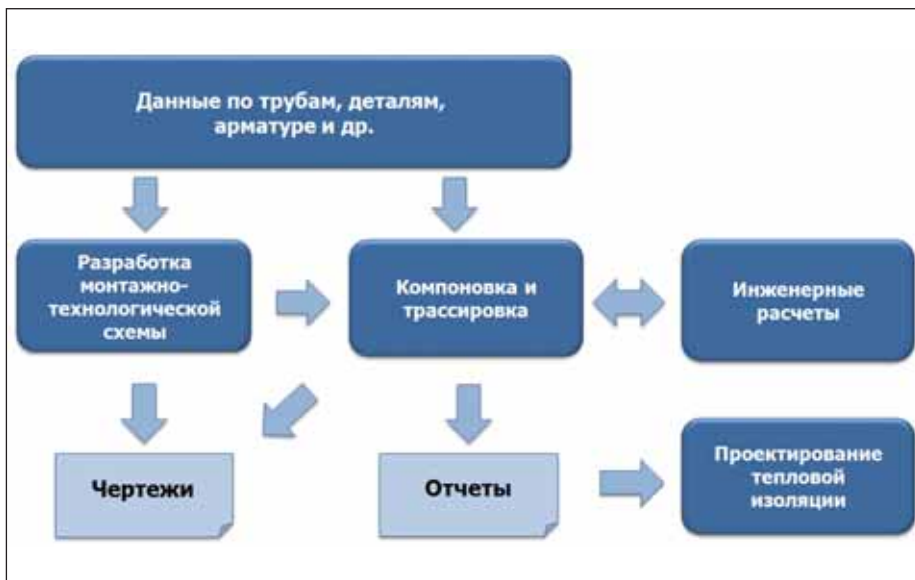 Данные по трубам, деталям,
арматуре и др.
Разработка
монтажно-
технологической
схемы
Компоновка и
трассировка
Инженерные
расчеты
Чертежи
Отчеты
Проектирование
тепловой
изоляции